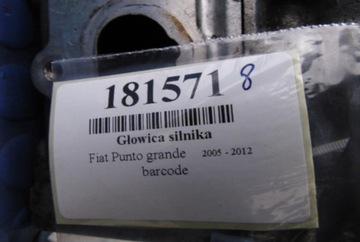 181571 8
Głowica silnika
Fiat Punto grande 2005 - 2012
barcode